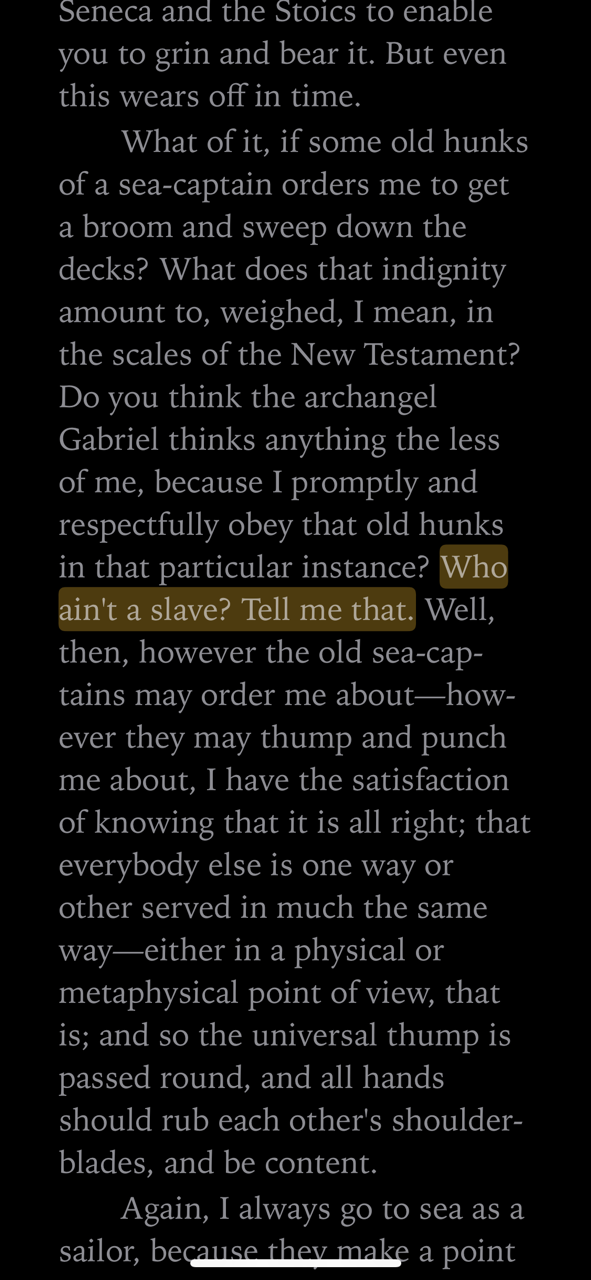 Seneca and the Stoics to enable
you to grin and bear it. But even
this wears off in time.
What of it, if some old hunks
of a sea-captain orders me to get
a broom and sweep down the
decks? What does that indignity
amount to, weighed, I mean, in
the scales of the New Testament?
Do you think the archangel
Gabriel thinks anything the less
of me, because I promptly and
respectfully obey that old hunks
in that particular instance? Who
ain't a slave? Tell me that. Well,
then, however the old sea-cap-
tains may order me about—how-
ever they may thump and punch
me about, I have the satisfaction
of knowing that it is all right; that
everybody else is one way or
other served in much the same
way—either in a physical or
metaphysical point of view, that
is; and so the universal thump is
passed round, and all hands
should rub each other's shoulder-
blades, and be content.
Again, I always go to sea as a
sailor, because they make a point